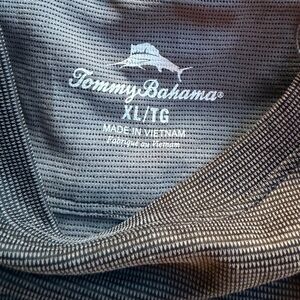 Tommy Bahama®
XL/TG
MADE IN VIETNAM
Fabriqué au Vietnam